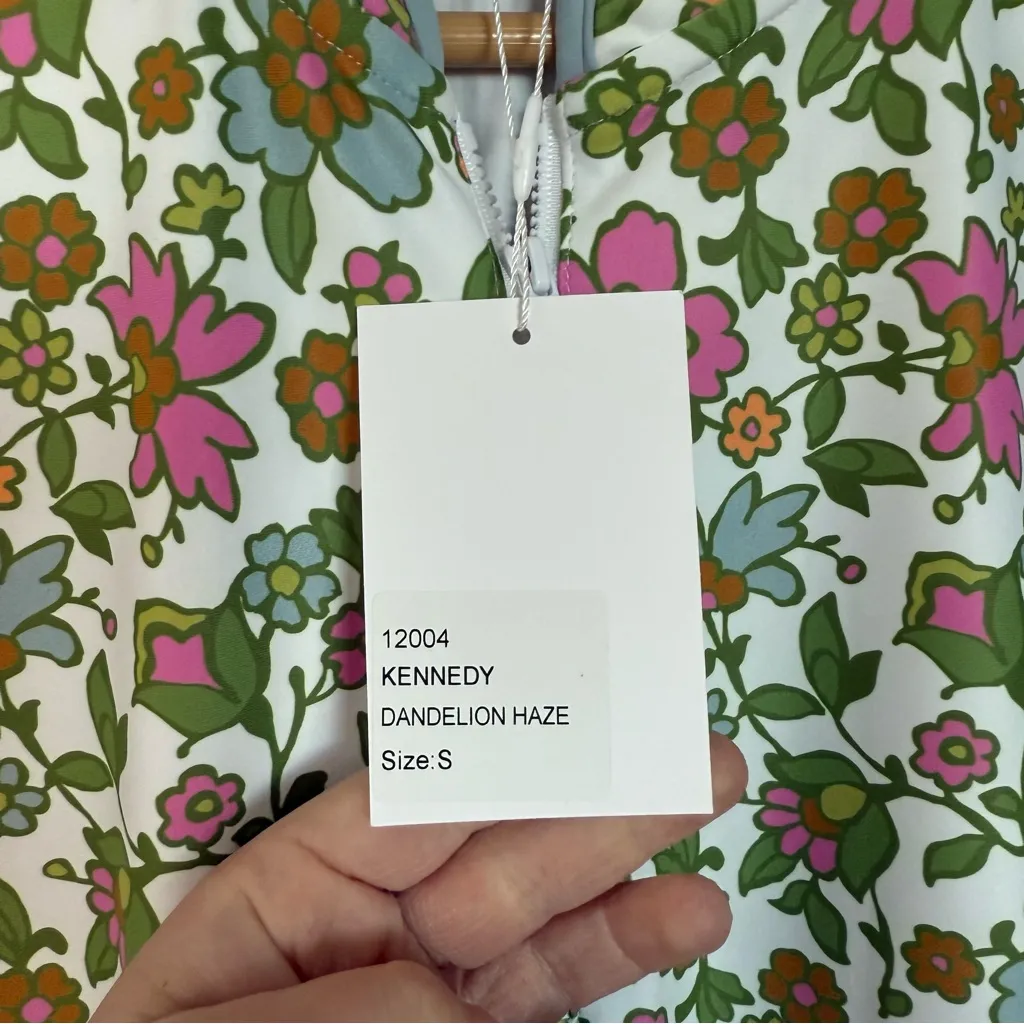 12004
KENNEDY
DANDELION HAZE
Size:S